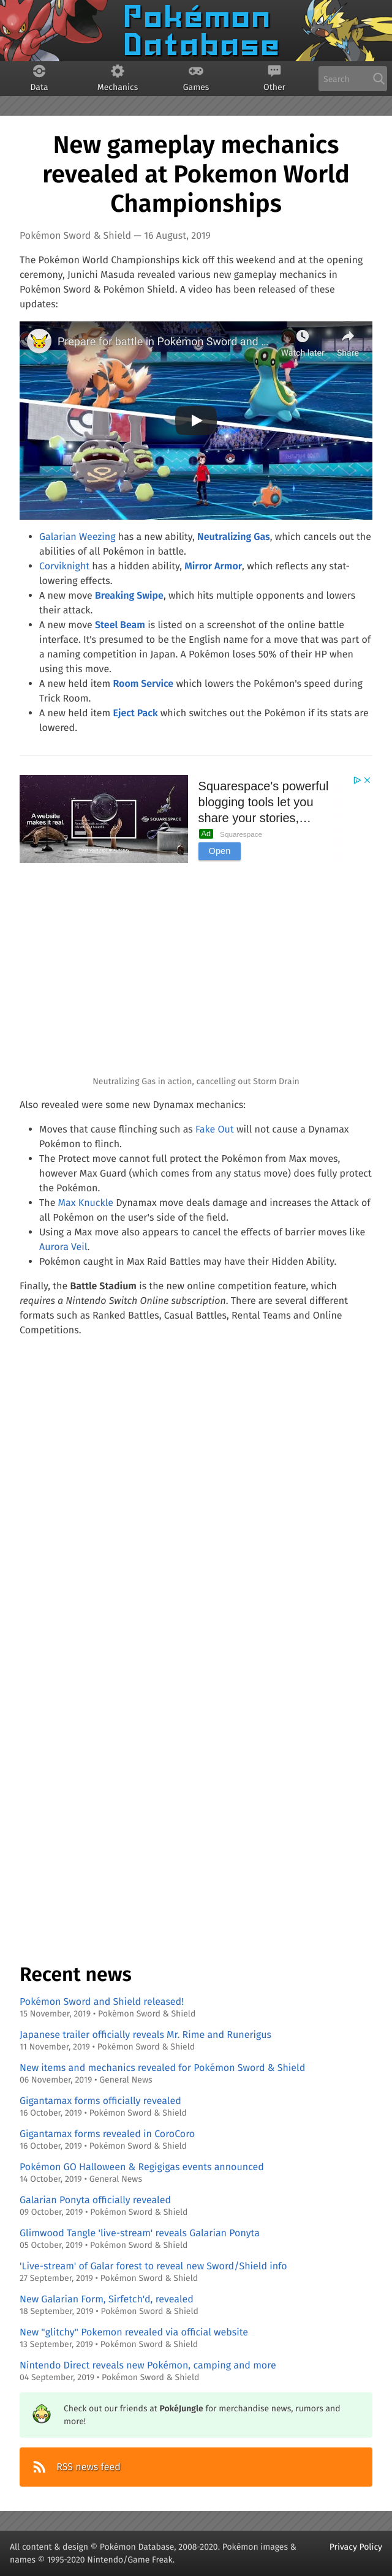 Pokémon
Database
Data
Mechanics
Games
Other
Search
New gameplay mechanics
revealed at Pokemon World
Championships
Pokémon Sword & Shield — 16 August, 2019
The Pokémon World Championships kick off this weekend and at the opening
ceremony, Junichi Masuda revealed various new gameplay mechanics in
Pokémon Sword & Pokémon Shield. A video has been released of these
updates:
Prepare for battle in Pokémon Sword and ...
Watch later
Share
• Galarian Weezing has a new ability, Neutralizing Gas, which cancels out the
abilities of all Pokémon in battle.
• Corviknight has a hidden ability, Mirror Armor, which reflects any stat-
lowering effects.
• A new move Breaking Swipe, which hits multiple opponents and lowers
their attack.
• A new move Steel Beam is listed on a screenshot of the online battle
interface. It's presumed to be the English name for a move that was part of
a naming competition in Japan. A Pokémon loses 50% of their HP when
using this move.
• A new held item Room Service which lowers the Pokémon's speed during
Trick Room.
• A new held item Eject Pack which switches out the Pokémon if its stats are
lowered.
A website
makes it real.
SQUARESPACE
Squarespace's powerful
blogging tools let you
share your stories,...
Ad Squarespace
Open
Neutralizing Gas in action, cancelling out Storm Drain
Also revealed were some new Dynamax mechanics:
• Moves that cause flinching such as Fake Out will not cause a Dynamax
Pokémon to flinch.
• The Protect move cannot full protect the Pokémon from Max moves,
however Max Guard (which comes from any status move) does fully protect
the Pokémon.
• The Max Knuckle Dynamax move deals damage and increases the Attack of
all Pokémon on the user's side of the field.
• Using a Max move also appears to cancel the effects of barrier moves like
Aurora Veil.
• Pokémon caught in Max Raid Battles may have their Hidden Ability.
Finally, the Battle Stadium is the new online competition feature, which
requires a Nintendo Switch Online subscription. There are several different
formats such as Ranked Battles, Casual Battles, Rental Teams and Online
Competitions.
Recent news
Pokémon Sword and Shield released!
15 November, 2019 • Pokémon Sword & Shield
Japanese trailer officially reveals Mr. Rime and Runerigus
11 November, 2019 • Pokémon Sword & Shield
New items and mechanics revealed for Pokémon Sword & Shield
06 November, 2019 • General News
Gigantamax forms officially revealed
16 October, 2019 • Pokémon Sword & Shield
Gigantamax forms revealed in CoroCoro
16 October, 2019 • Pokémon Sword & Shield
Pokémon GO Halloween & Regigigas events announced
14 October, 2019 • General News
Galarian Ponyta officially revealed
09 October, 2019 • Pokémon Sword & Shield
Glimwood Tangle 'live-stream' reveals Galarian Ponyta
05 October, 2019 • Pokémon Sword & Shield
'Live-stream' of Galar forest to reveal new Sword/Shield info
27 September, 2019 • Pokémon Sword & Shield
New Galarian Form, Sirfetch'd, revealed
18 September, 2019 • Pokémon Sword & Shield
New "glitchy" Pokemon revealed via official website
13 September, 2019 • Pokémon Sword & Shield
Nintendo Direct reveals new Pokémon, camping and more
04 September, 2019 • Pokémon Sword & Shield
Check out our friends at PokéJungle for merchandise news, rumors and
more!
RSS news feed
All content & design © Pokémon Database, 2008-2020. Pokémon images &
names © 1995-2020 Nintendo/Game Freak.
Privacy Policy